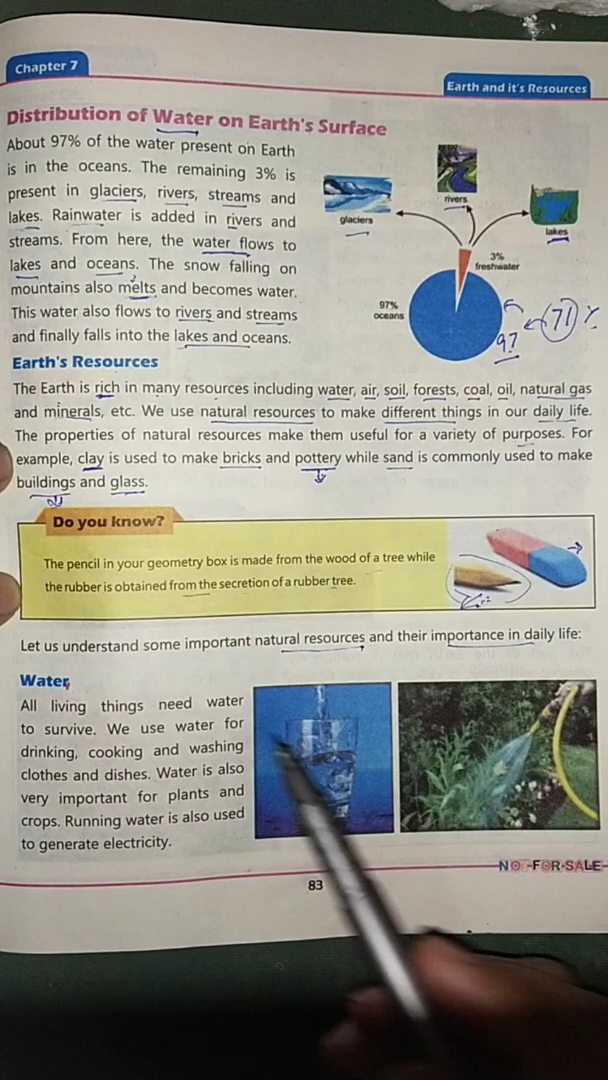 Chapter 7
Earth and it's Resources
Distribution of Water on Earth's Surface
About 97% of the water present on Earth
is in the oceans. The remaining 3% is
present in glaciers, rivers, streams and
lakes. Rainwater is added in rivers and
streams. From here, the water flows to
lakes and oceans. The snow falling on
mountains also melts and becomes water.
This water also flows to rivers and streams
and finally falls into the lakes and oceans.
glaciers
rivers
lakes
3%
freshwater
97%
oceans
97
71%
Earth's Resources
The Earth is rich in many resources including water, air, soil, forests, coal, oil, natural gas
and minerals, etc. We use natural resources to make different things in our daily life.
The properties of natural resources make them useful for a variety of purposes. For
example, clay is used to make bricks and pottery while sand is commonly used to make
buildings and glass.
Do you know?
The pencil in your geometry box is made from the wood of a tree while
the rubber is obtained from the secretion of a rubber tree.
Let us understand some important natural resources and their importance in daily life:
Water
All living things need water
to survive. We use water for
drinking, cooking and washing
clothes and dishes. Water is also
very important for plants and
crops. Running water is also used
to generate electricity.
NOT FOR SALE
83